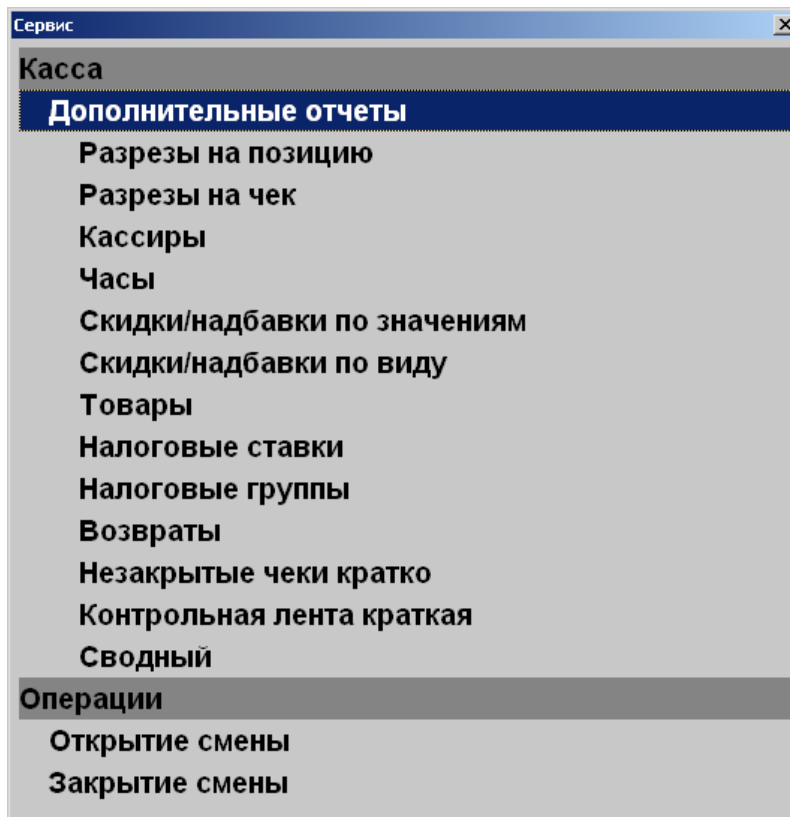 Сервис
Касса
Дополнительные отчеты
Разрезы на позицию
Разрезы на чек
Кассиры
Часы
Скидки/надбавки по значениям
Скидки/надбавки по виду
Товары
Налоговые ставки
Налоговые группы
Возвраты
Незакрытые чеки кратко
Контрольная лента краткая
Сводный
Операции
Открытие смены
Закрытие смены